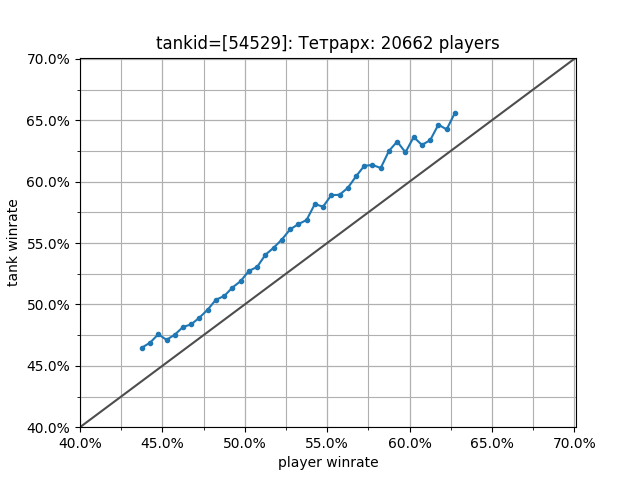 tankid=[54529]: Тетрарх: 20662 players
70.0%
65.0%
60.0%
55.0%
50.0%
45.0%
40.0%
tank winrate
40.0% 45.0% 50.0% 55.0% 60.0% 65.0% 70.0%
player winrate